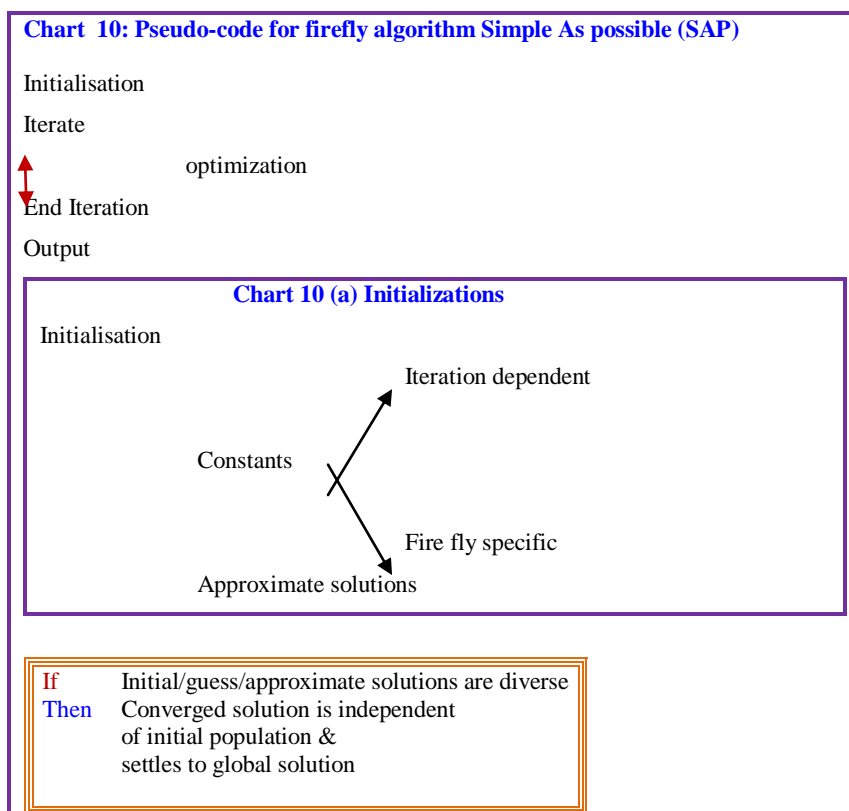 Chart 10: Pseudo-code for firefly algorithm Simple As possible (SAP)
Initialisation
Iterate
optimization
End Iteration
Output
Chart 10 (a) Initializations
Initialisation
Iteration dependent
Constants
Fire fly specific
Approximate solutions
If Initial/guess/approximate solutions are diverse
Then Converged solution is independent
of initial population &
settles to global solution